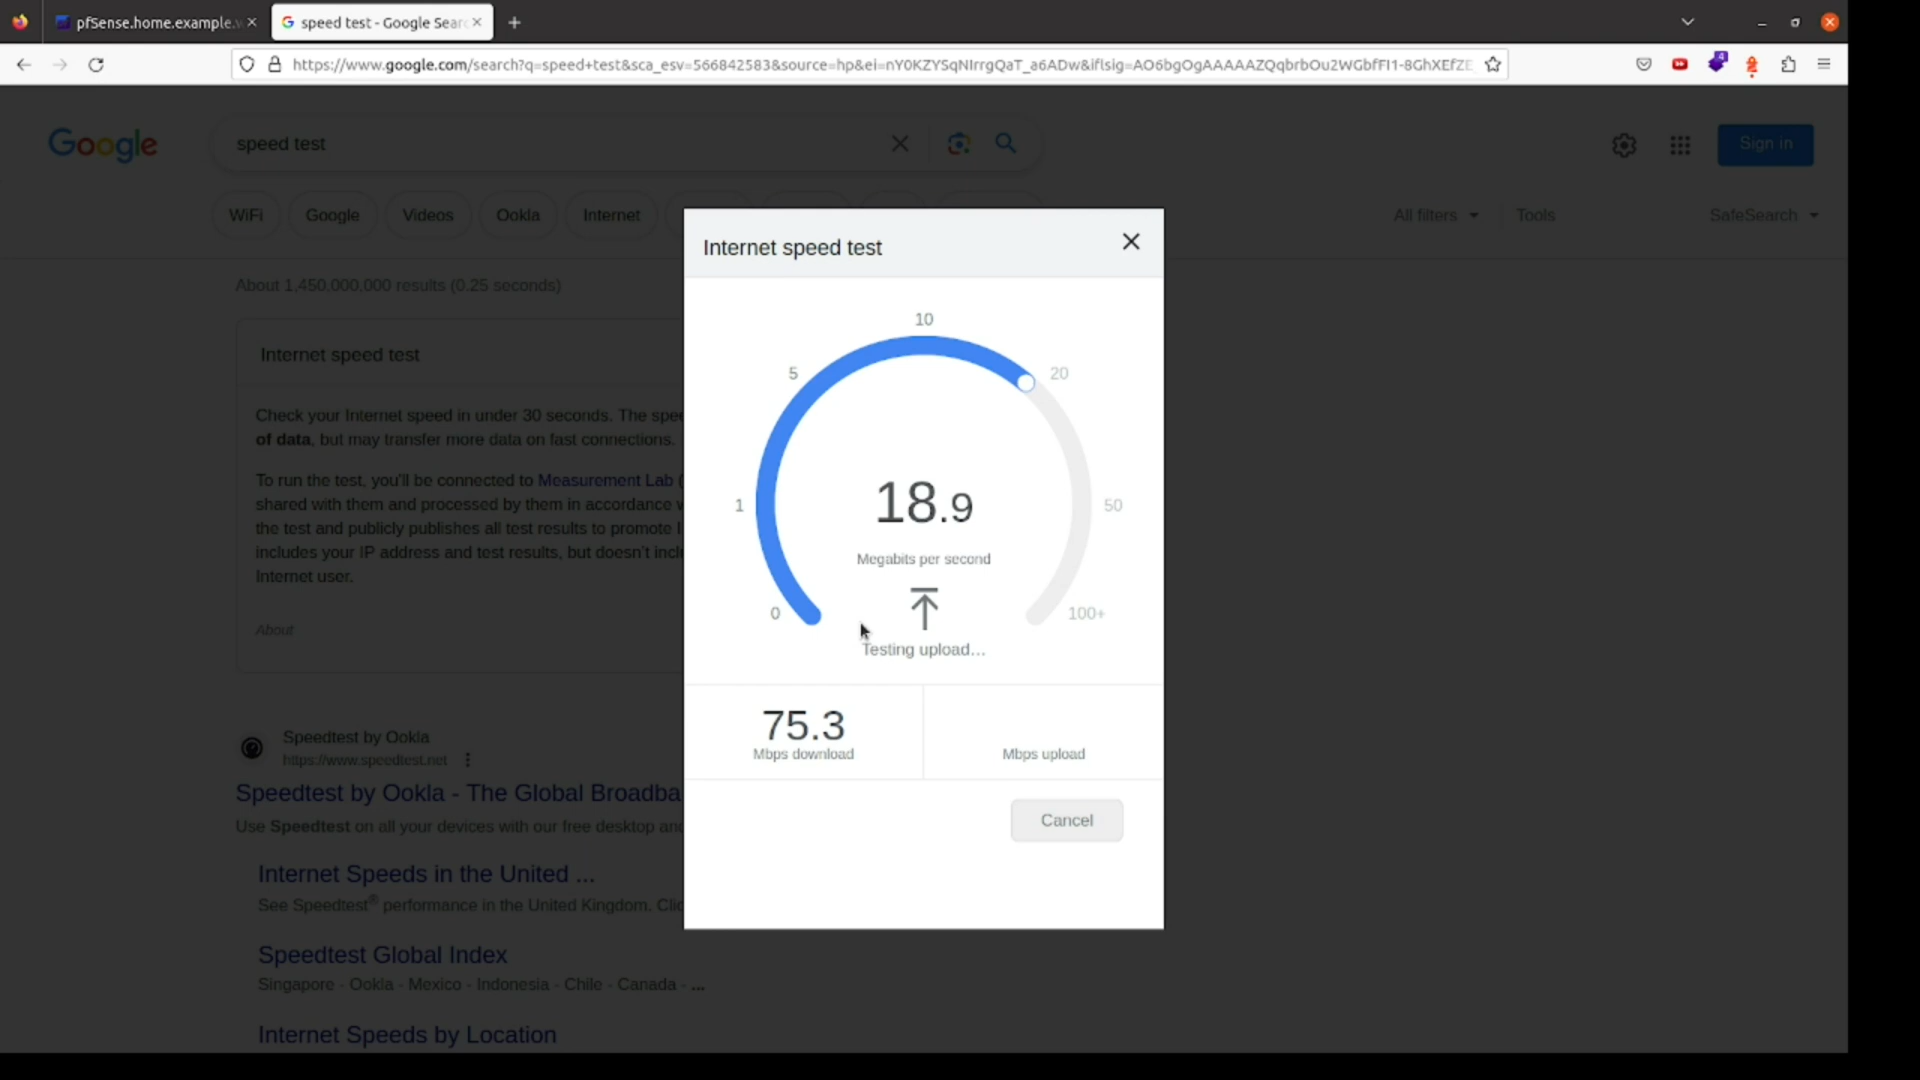 pfSense.home.example.
speed test - Google Sear
https://www.google.com/search?q=speed+test&sca_esv=566842583&source=hp&ei=nY0KZYSqNIrrgQaT_a6ADw&iflsig=AO6bgOgAAAAAZQqbrbOu2WGbfFI1-8GhXEfZE
Google
speed test
Sign in
WiFi
Google
Videos
Ookla
Internet
All filters
Tools
SafeSearch
About 1,450,000,000 results (0.25 seconds)
Internet speed test
Check your Internet speed in under 30 seconds. The spee
of data, but may transfer more data on fast connections.
To run the test, you'll be connected to Measurement Lab (
shared with them and processed by them in accordance
the test and publicly publishes all test results to promote
includes your IP address and test results, but doesn't incl
Internet user.
About
Speedtest by Ookla
https://www.speedtest.net
Speedtest by Ookla - The Global Broadba
Use Speedtest on all your devices with our free desktop and
Internet Speeds in the United ...
See Speedtest® performance in the United Kingdom. Clic
Speedtest Global Index
Singapore - Ookla - Mexico - Indonesia - Chile - Canada - ...
Internet Speeds by Location
Internet speed test
10
5
20
1
50
0
100+
18.9
Megabits per second
Testing upload...
75.3
Mbps download
Mbps upload
Cancel